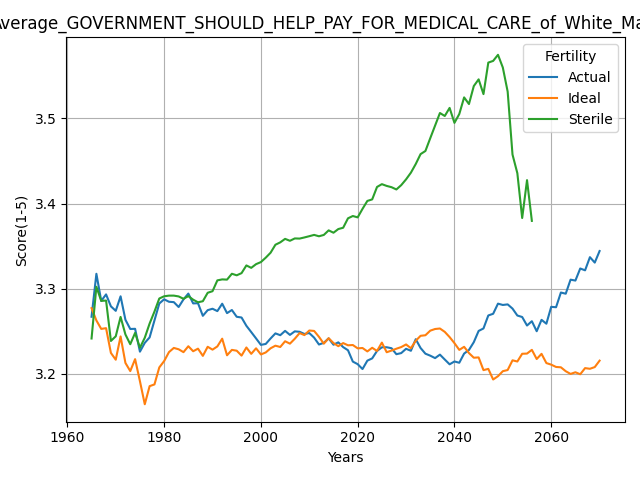 Average_GOVERNMENT_SHOULD_HELP_PAY_FOR_MEDICAL_CARE_of_White_Ma
Fertility
Actual
Ideal
Sterile
Score(1-5)
3.5
3.4
3.3
3.2
1960 1980 2000 2020 2040 2060
Years